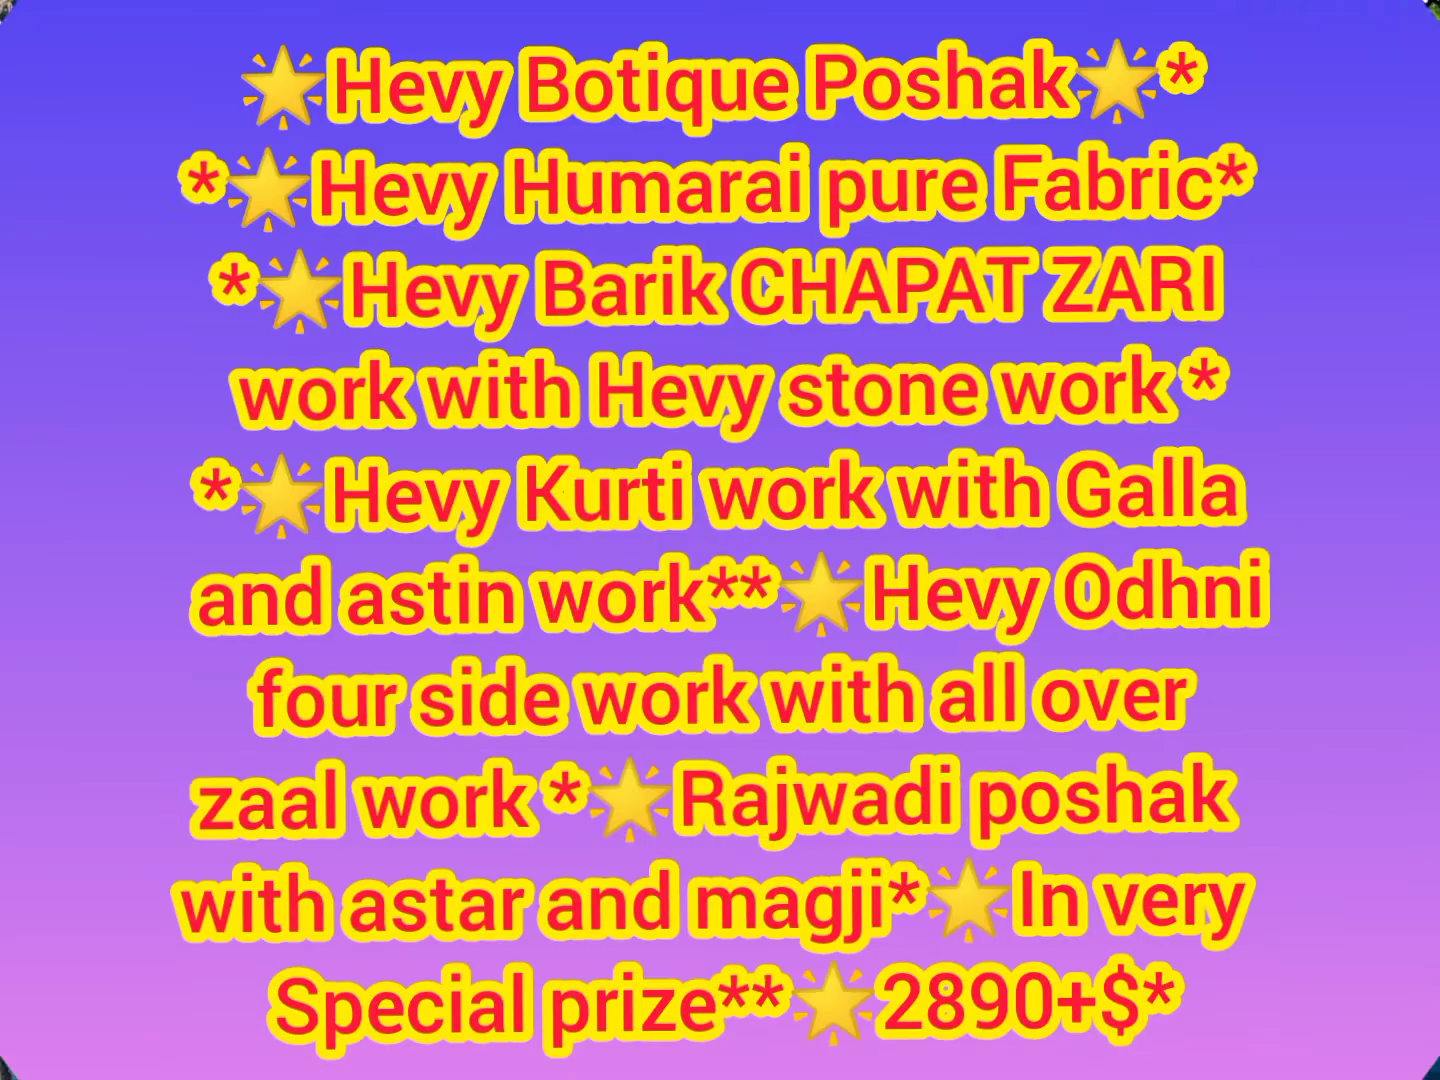 🌟Hevy Botique Poshak🌟*
*🌟Hevy Humarai pure Fabric*
*🌟Hevy Barik CHAPAT ZARI
work with Hevy stone work *
*🌟Hevy Kurti work with Galla
and astin work**🌟Hevy Odhni
four side work with all over
zaal work *🌟Rajwadi poshak
with astar and magji*🌟In very
Special prize**🌟2890+$*